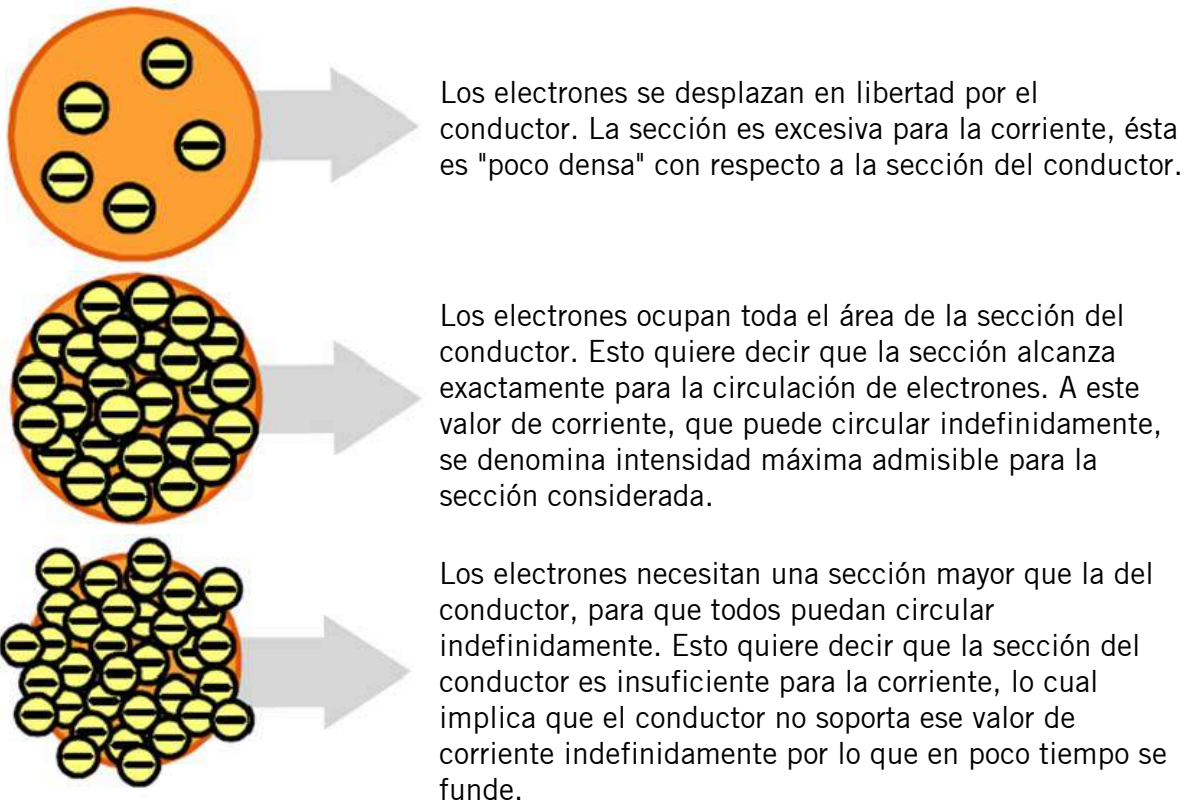 Los electrones se desplazan en libertad por el
conductor. La sección es excesiva para la corriente, ésta
es "poco densa" con respecto a la sección del conductor.
Los electrones ocupan toda el área de la sección del
conductor. Esto quiere decir que la sección alcanza
exactamente para la circulación de electrones. A este
valor de corriente, que puede circular indefinidamente,
se denomina intensidad máxima admisible para la
sección considerada.
Los electrones necesitan una sección mayor que la del
conductor, para que todos puedan circular
indefinidamente. Esto quiere decir que la sección del
conductor es insuficiente para la corriente, lo cual
implica que el conductor no soporta ese valor de
corriente indefinidamente por lo que en poco tiempo se
funde.